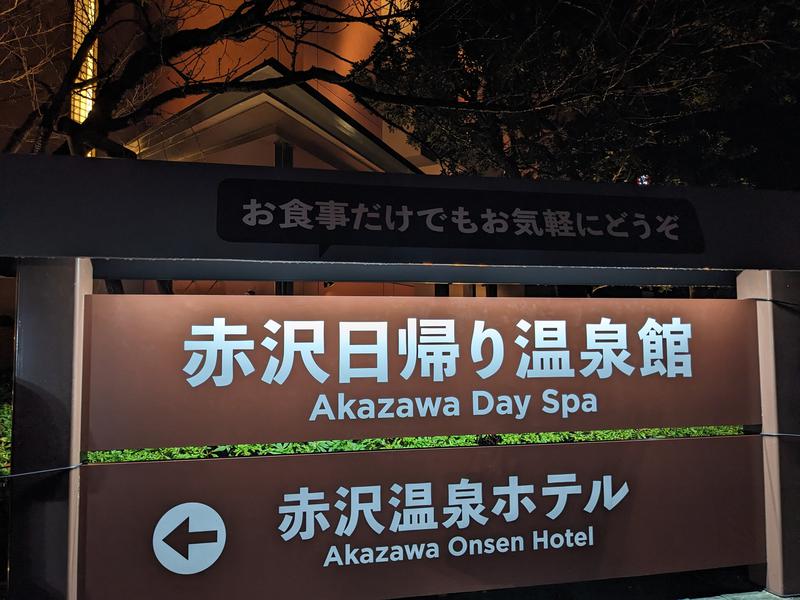 お食事だけでもお気軽にどうぞ
赤沢日帰り温泉館
Akazawa Day Spa
赤沢温泉ホテル
Akazawa Onsen Hotel